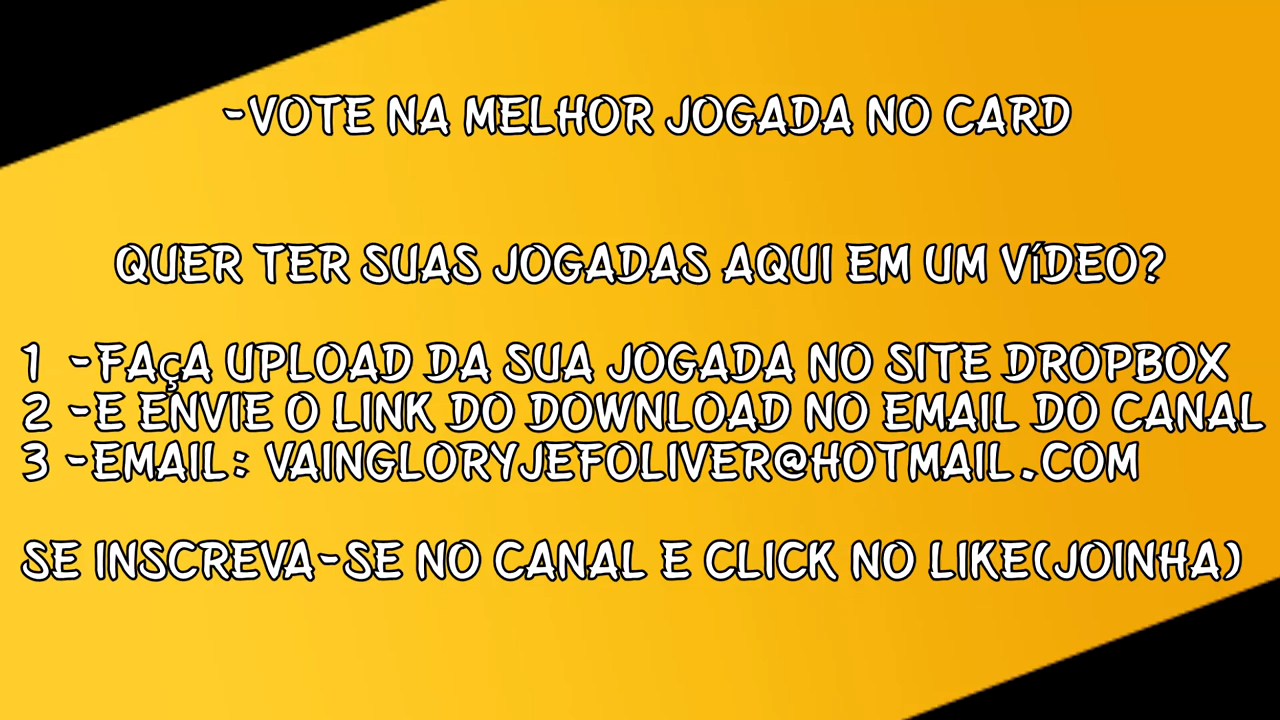 -VOTE NA MELHOR JOGADA NO CARD
QUER TER SUAS JOGADAS AQUI EM UM VÍDEO?
1 -FAÇA UPLOAD DA SUA JOGADA NO SITE DROPBOX
2 -E ENVIE O LINK DO DOWNLOAD NO EMAIL DO CANAL
3 -EMAIL: VAINGLORYJEFOLIVER@HOTMAIL.COM
SE INSCREVA-SE NO CANAL E CLICK NO LIKE(JOINHA)